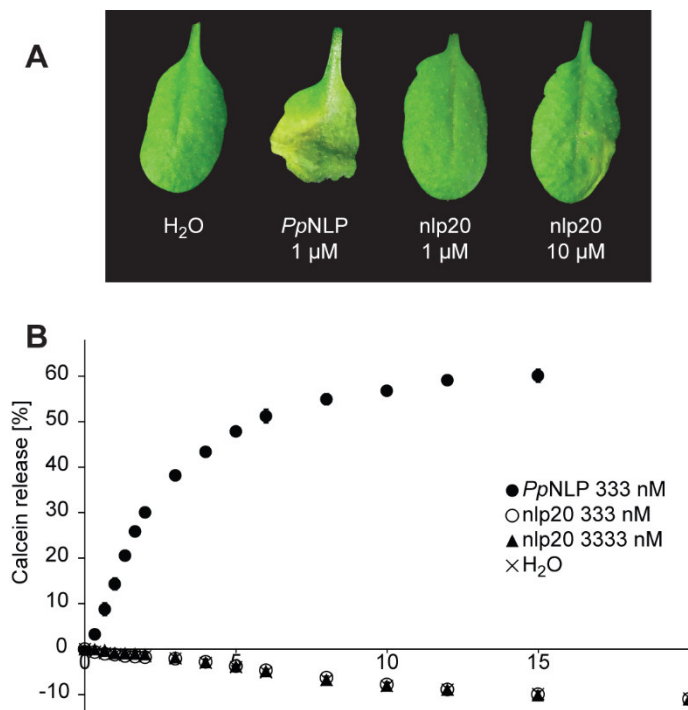 A
H₂O
PpNLP
1 µM
nlp20
1 µM
nlp20
10 µM
B
Calcein release [%]
60
50
40
30
20
10
0
-10
0
5
10
15
PpNLP 333 nM
nlp20 333 nM
nlp20 3333 nM
H₂O